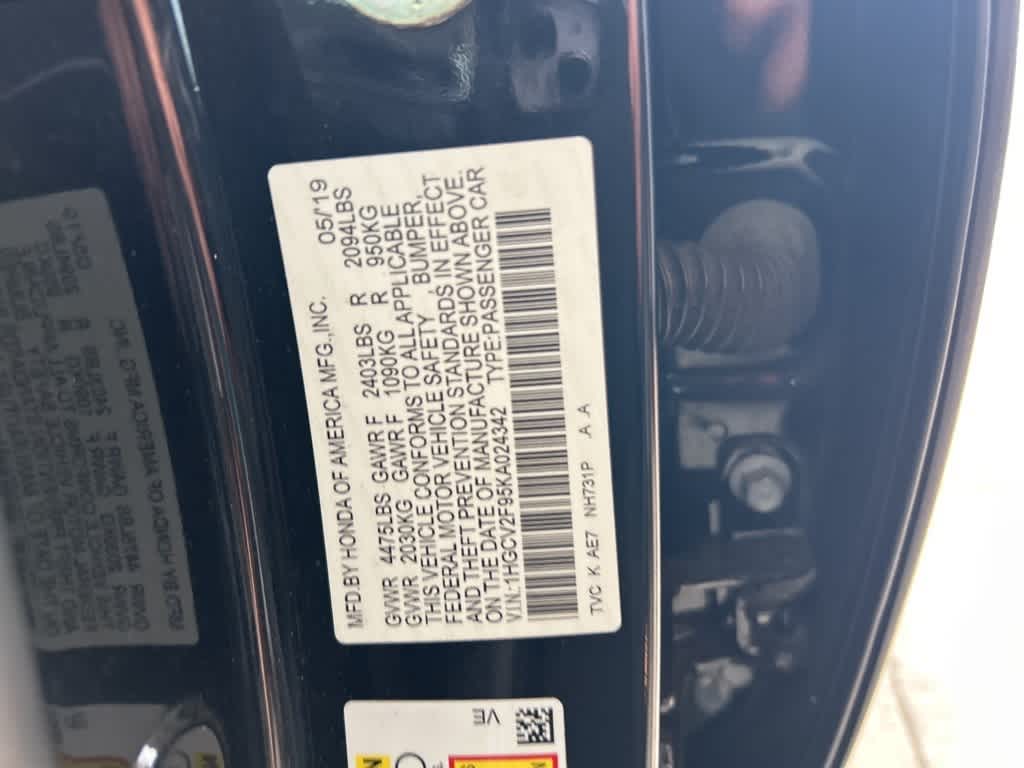 MFD.BY HONDA OF AMERICA MFG.,INC. 05/19
GVWR 4475LBS GAWR F 2403LBS R 2094LBS
GVWR 2030KG GAWR F 1090KG R 950KG
THIS VEHICLE CONFORMS TO ALL APPLICABLE
FEDERAL MOTOR VEHICLE SAFETY , BUMPER,
AND THEFT PREVENTION STANDARDS IN EFFECT
ON THE DATE OF MANUFACTURE SHOWN ABOVE.
V.I.N.:1HGCV2F95KA024342 TYPE:PASSENGER CAR
TVC K AE7 NH731P A A